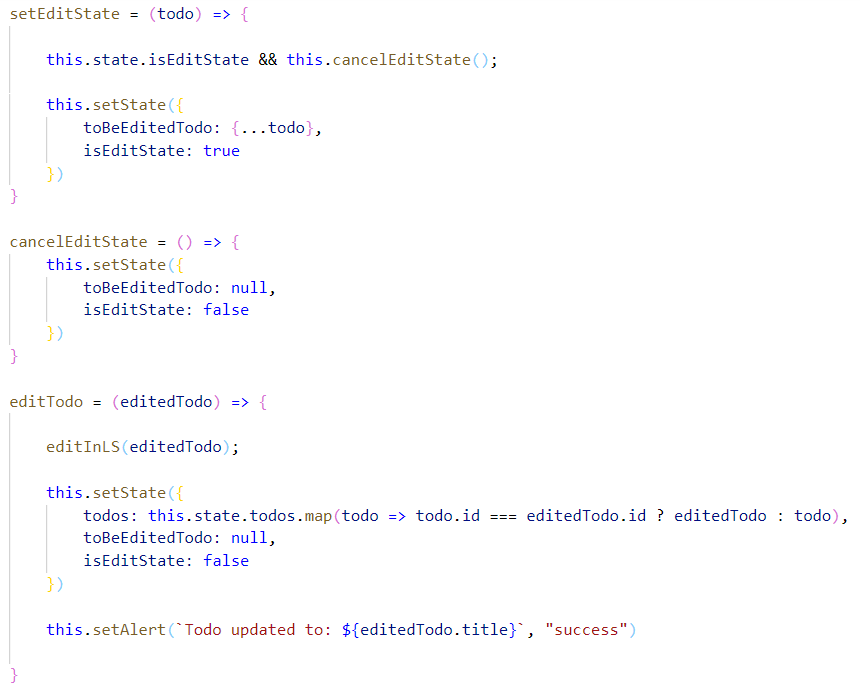 setEditState = (todo) => {
this.state.isEditState && this.cancelEditState();
this.setState({
toBeEditedTodo: {...todo},
isEditState: true
})
}
cancelEditState = () => {
this.setState({
toBeEditedTodo: null,
isEditState: false
})
}
editTodo = (editedTodo) => {
editInLS(editedTodo);
this.setState({
todos: this.state.todos.map(todo => todo.id === editedTodo.id ? editedTodo : todo),
toBeEditedTodo: null,
isEditState: false
})
this.setAlert(`Todo updated to: ${editedTodo.title}`, "success")
}